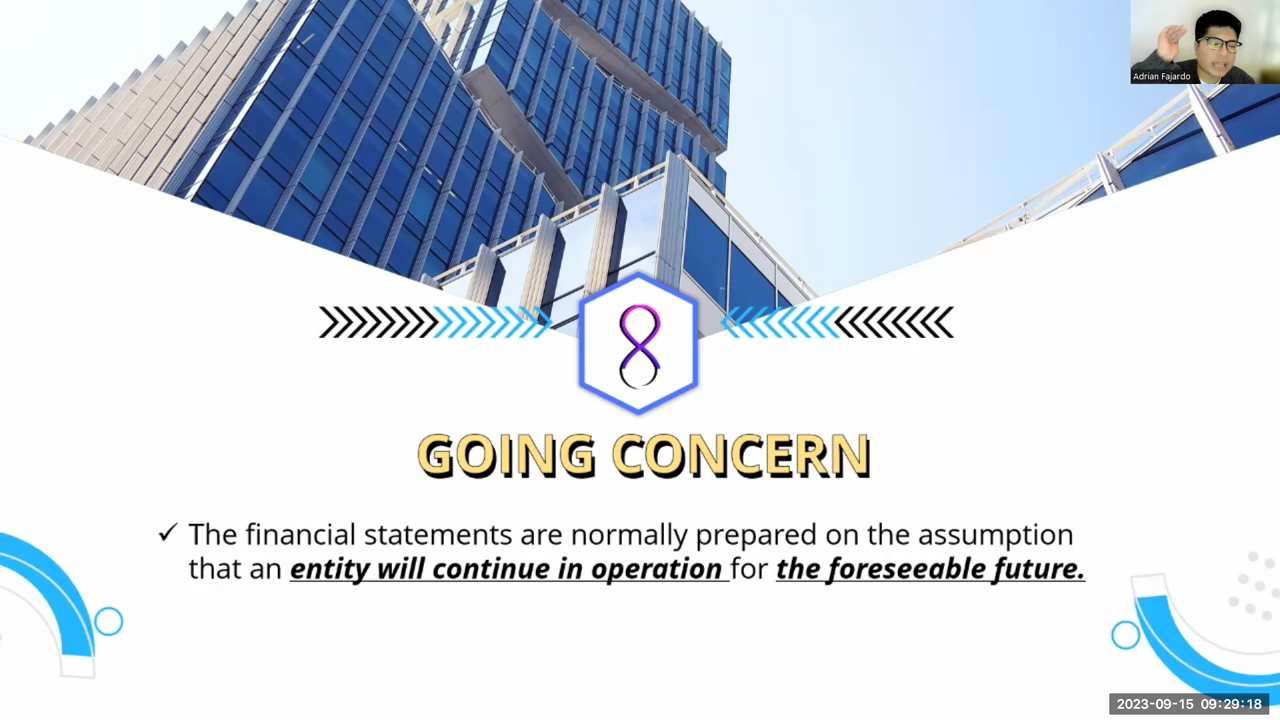 Adrian Fajardo
GOING CONCERN
✓ The financial statements are normally prepared on the assumption
that an entity will continue in operation for the foreseeable future.
2023-09-15 09:29:18